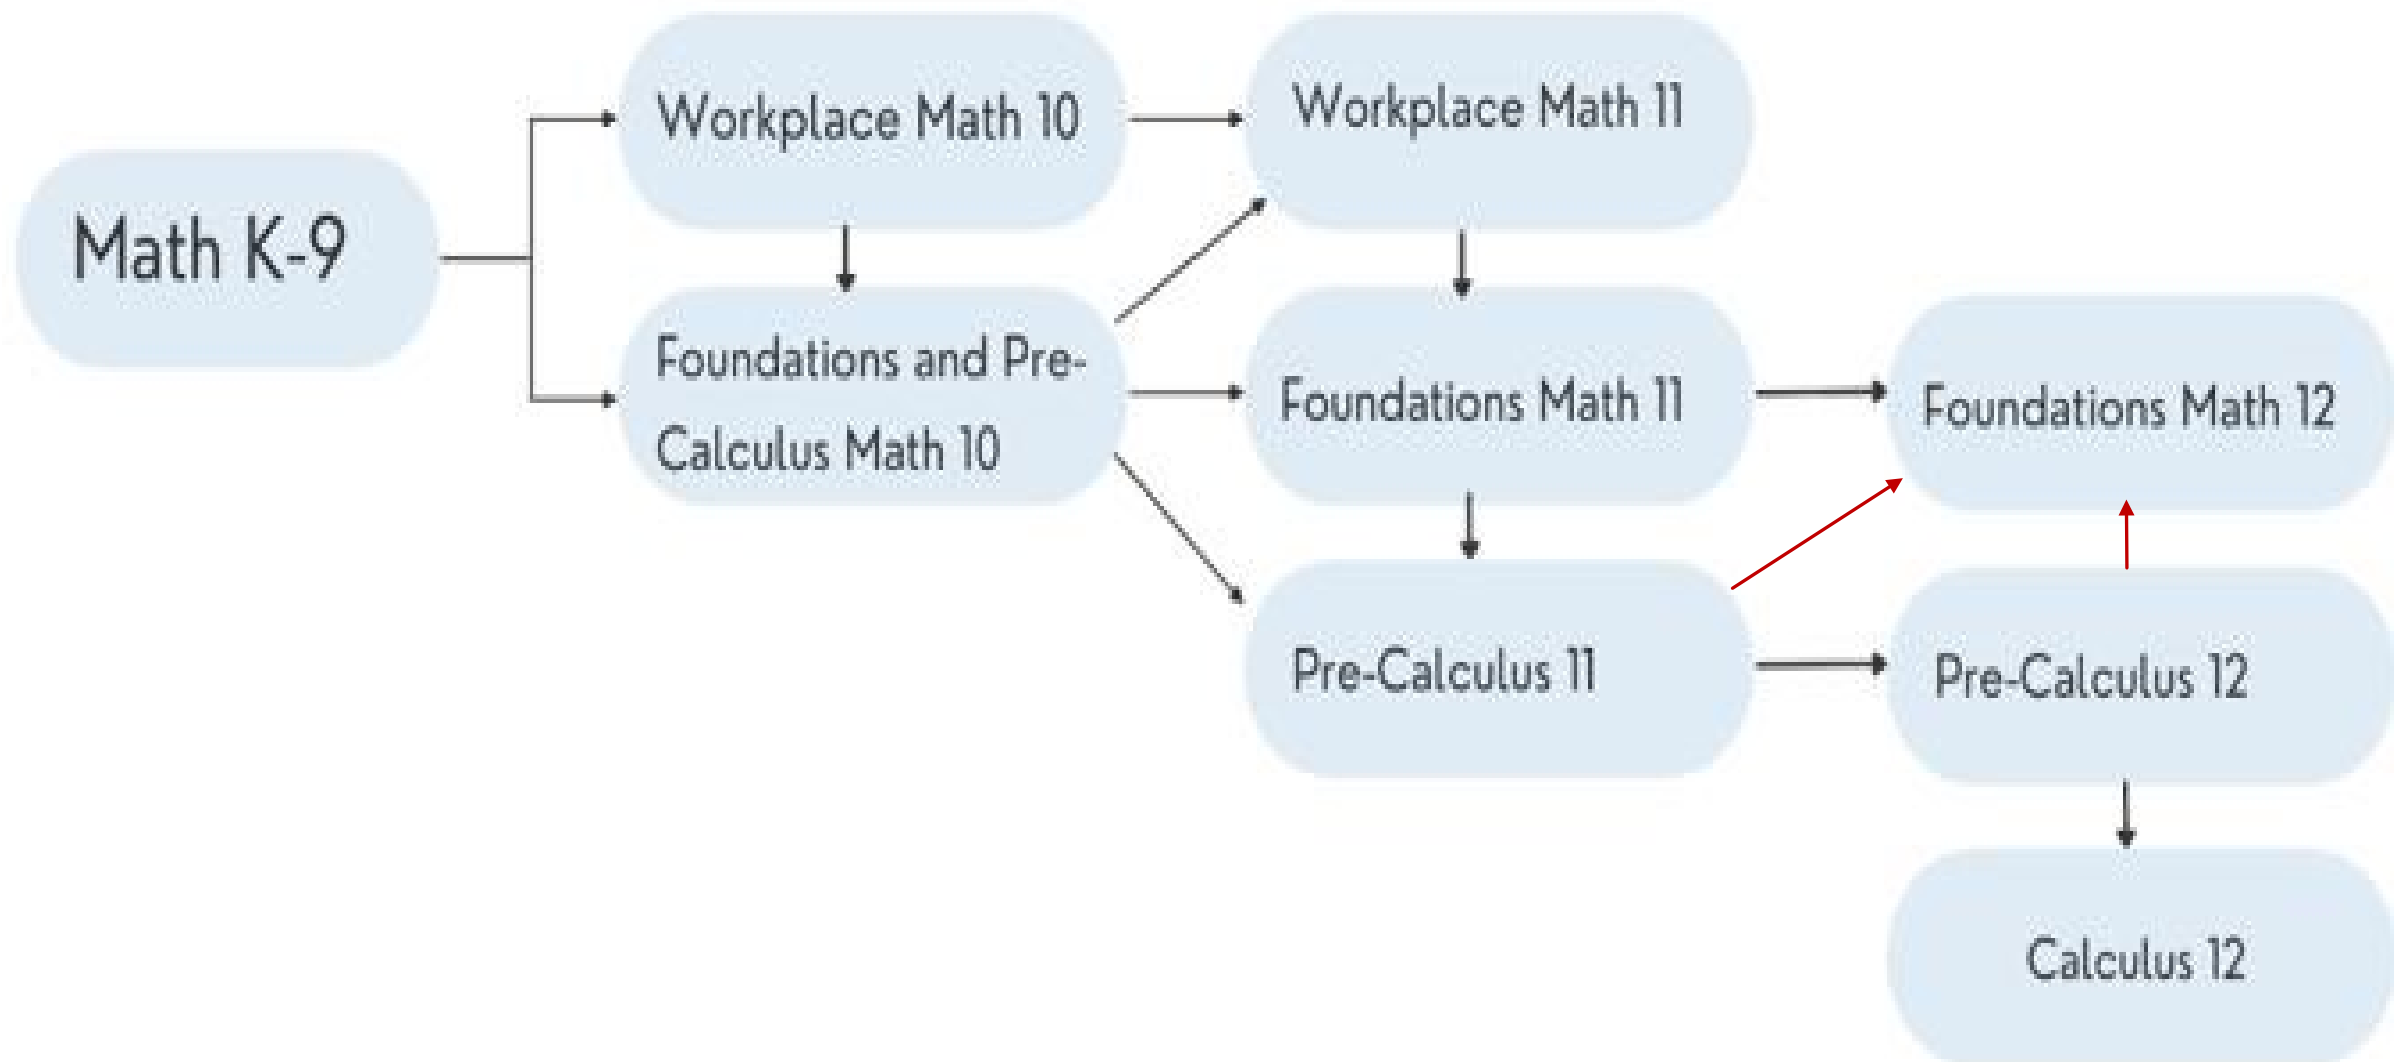 Math K-9
Workplace Math 10
Foundations and Pre-
Calculus Math 10
Workplace Math 11
Foundations Math 11
Pre-Calculus 11
Foundations Math 12
Pre-Calculus 12
Calculus 12